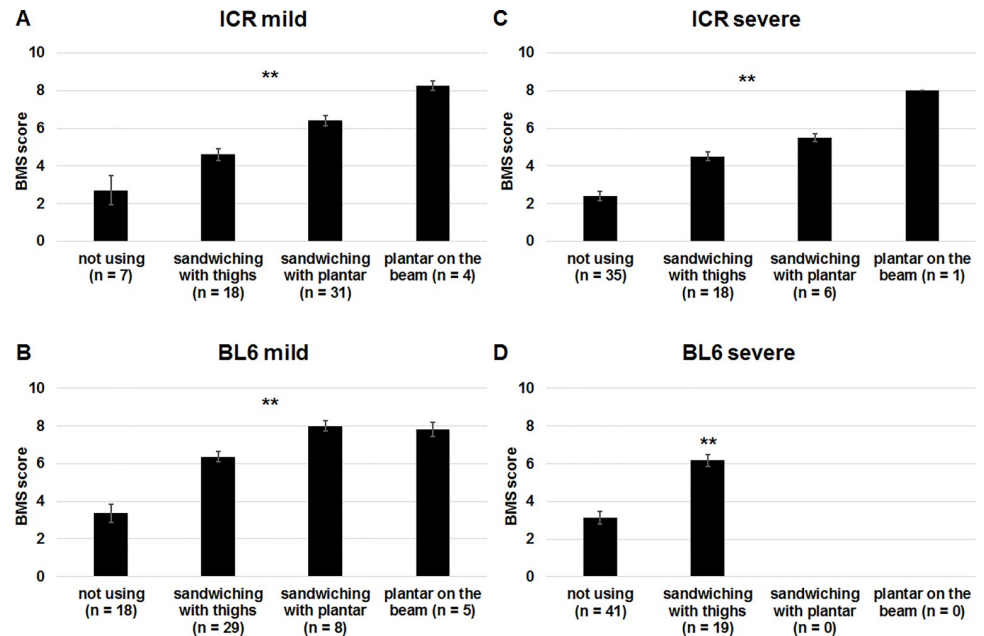 A
ICR mild
10
8
6
4
2
0
BMS score
**
not using
(n = 7)
sandwiching
with thighs
(n = 18)
sandwiching
with plantar
(n = 31)
plantar on the
beam (n = 4)
C
ICR severe
10
8
6
4
2
0
BMS score
**
not using
(n = 35)
sandwiching
with thighs
(n = 18)
sandwiching
with plantar
(n = 6)
plantar on the
beam (n = 1)
B
BL6 mild
10
8
6
4
2
0
BMS score
**
not using
(n = 18)
sandwiching
with thighs
(n = 29)
sandwiching
with plantar
(n = 8)
plantar on the
beam (n = 5)
D
BL6 severe
10
8
6
4
2
0
BMS score
**
not using
(n = 41)
sandwiching
with thighs
(n = 19)
sandwiching
with plantar
(n = 0)
plantar on the
beam (n = 0)